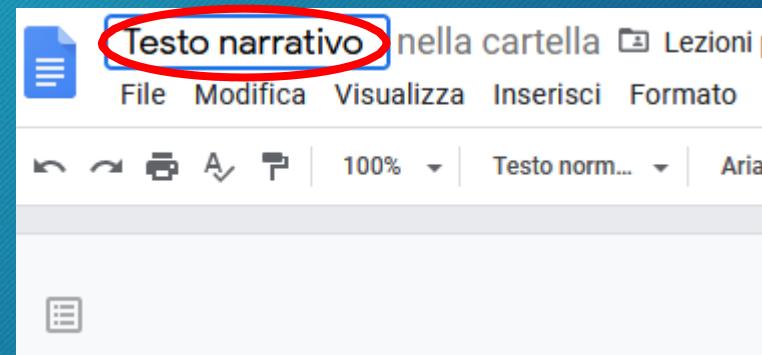 Testo narrativo nella cartella Lezioni
File Modifica Visualizza Inserisci Formato
100% Testo norm... Aria